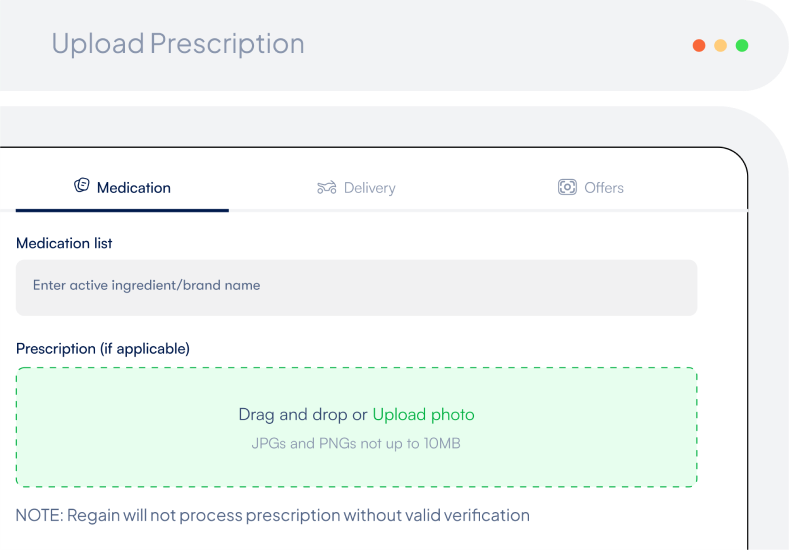 Upload Prescription
Medication
Delivery
Offers
Medication list
Enter active ingredient/brand name
Prescription (if applicable)
Drag and drop or Upload photo
JPGs and PNGs not up to 10MB
NOTE: Regain will not process prescription without valid verification